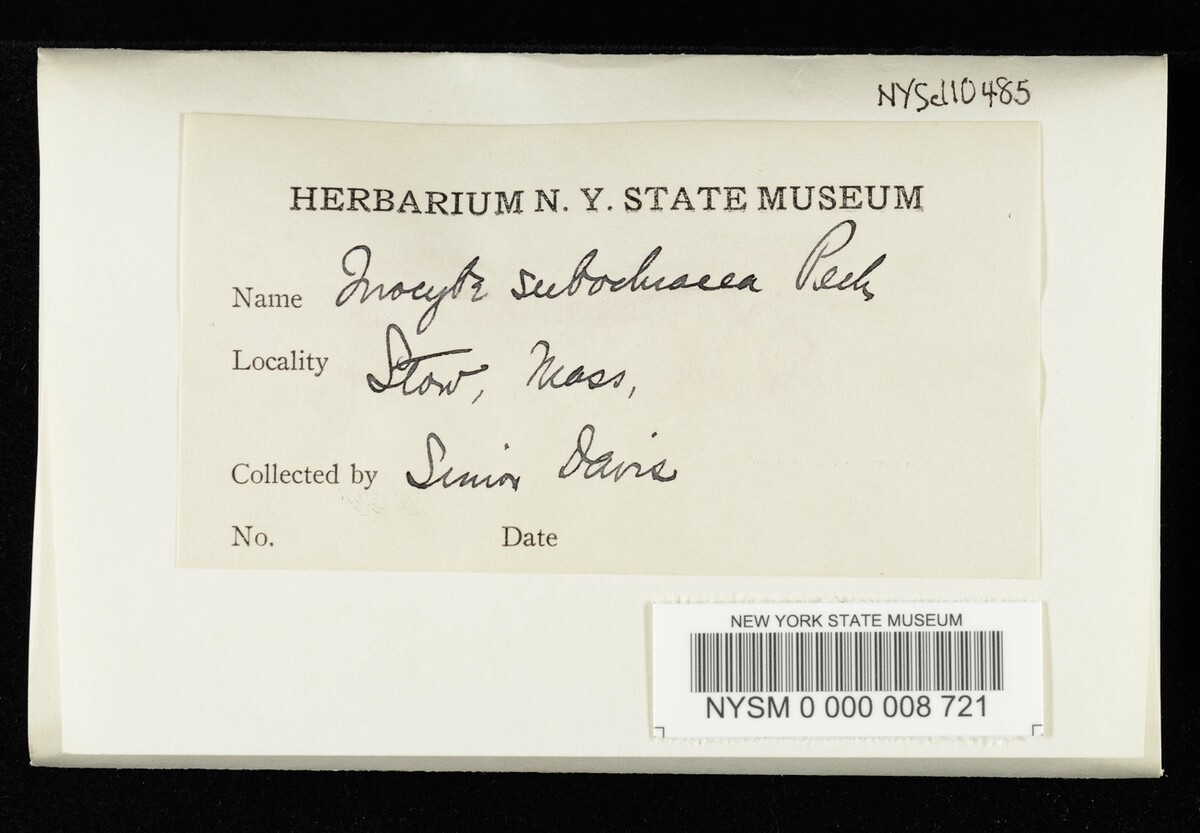 NYSd10485
HERBARIUM N. Y. STATE MUSEUM
Name Inocybe subochracea Peck
Locality Stow, Mass,
Collected by Simon Davis
No. Date
NEW YORK STATE MUSEUM
NYSM 0 000 008 721